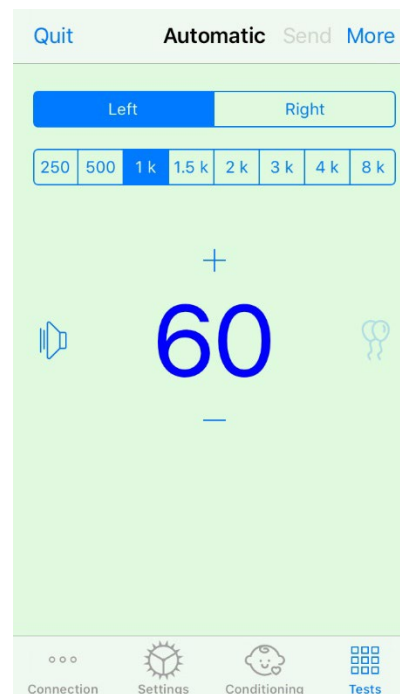 Quit Automatic Send More
Left Right
250 500 1 k 1.5 k 2 k 3 k 4 k 8 k
+
60
−
Connection Settings Conditioning Tests